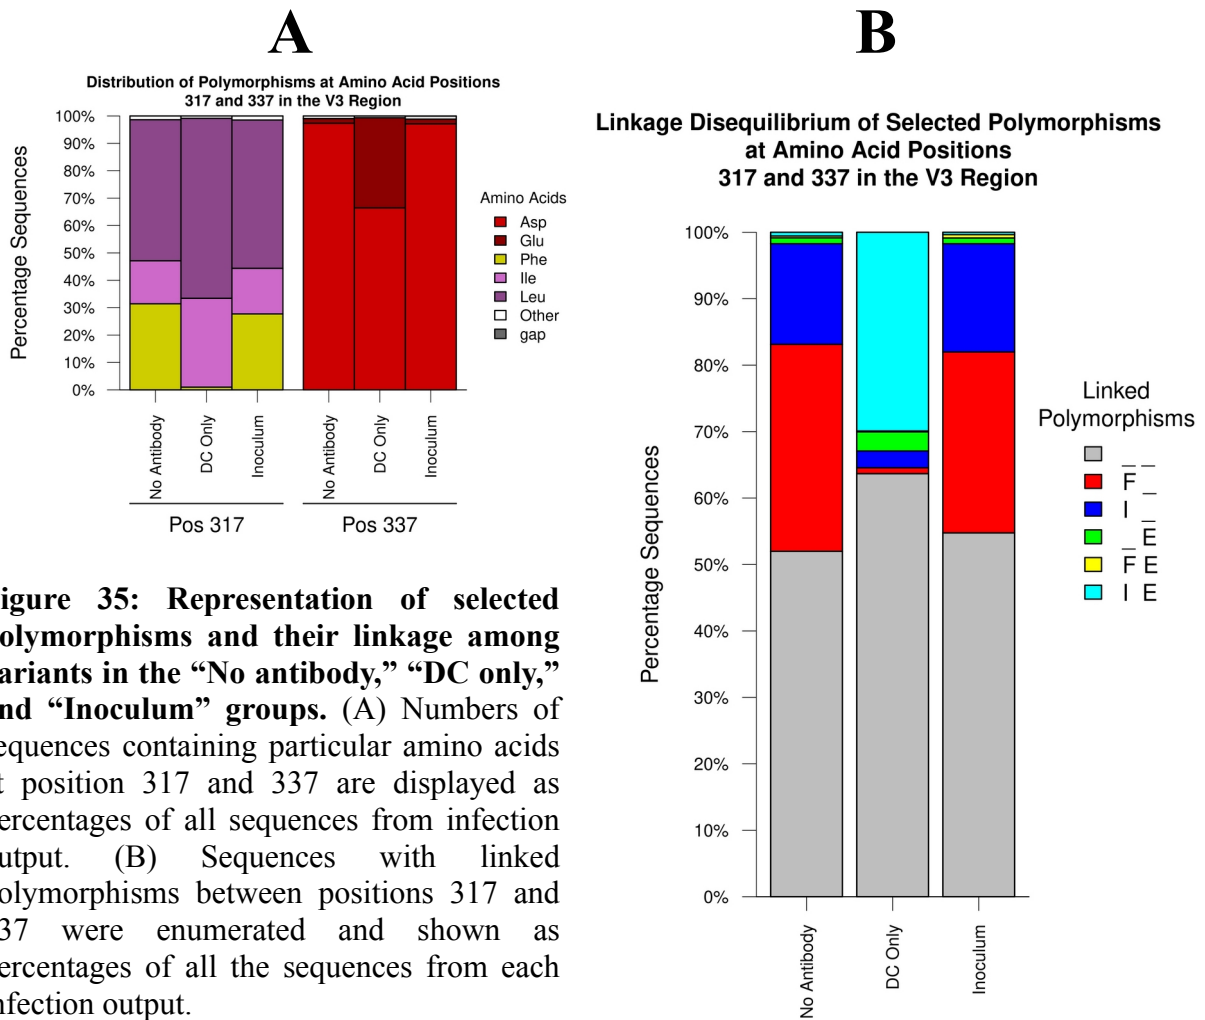 A
Distribution of Polymorphisms at Amino Acid Positions
317 and 337 in the V3 Region
Percentage Sequences
100%
90%
80%
70%
60%
50%
40%
30%
20%
10%
0%
No Antibody
DC Only
Inoculum
No Antibody
DC Only
Inoculum
Pos 317
Pos 337
Amino Acids
Asp
Glu
Phe
Ile
Leu
Other
gap
igure 35: Representation of selected
olymorphisms and their linkage among
ariants in the “No antibody,” “DC only,”
nd “Inoculum” groups. (A) Numbers of
equences containing particular amino acids
t position 317 and 337 are displayed as
ercentages of all sequences from infection
utput. (B) Sequences with linked
olymorphisms between positions 317 and
37 were enumerated and shown as
ercentages of all the sequences from each
nfection output.
B
Linkage Disequilibrium of Selected Polymorphisms
at Amino Acid Positions
317 and 337 in the V3 Region
Percentage Sequences
100%
90%
80%
70%
60%
50%
40%
30%
20%
10%
0%
No Antibody
DC Only
Inoculum
Linked
Polymorphisms
_ _
F _
I _
_ E
F E
I E